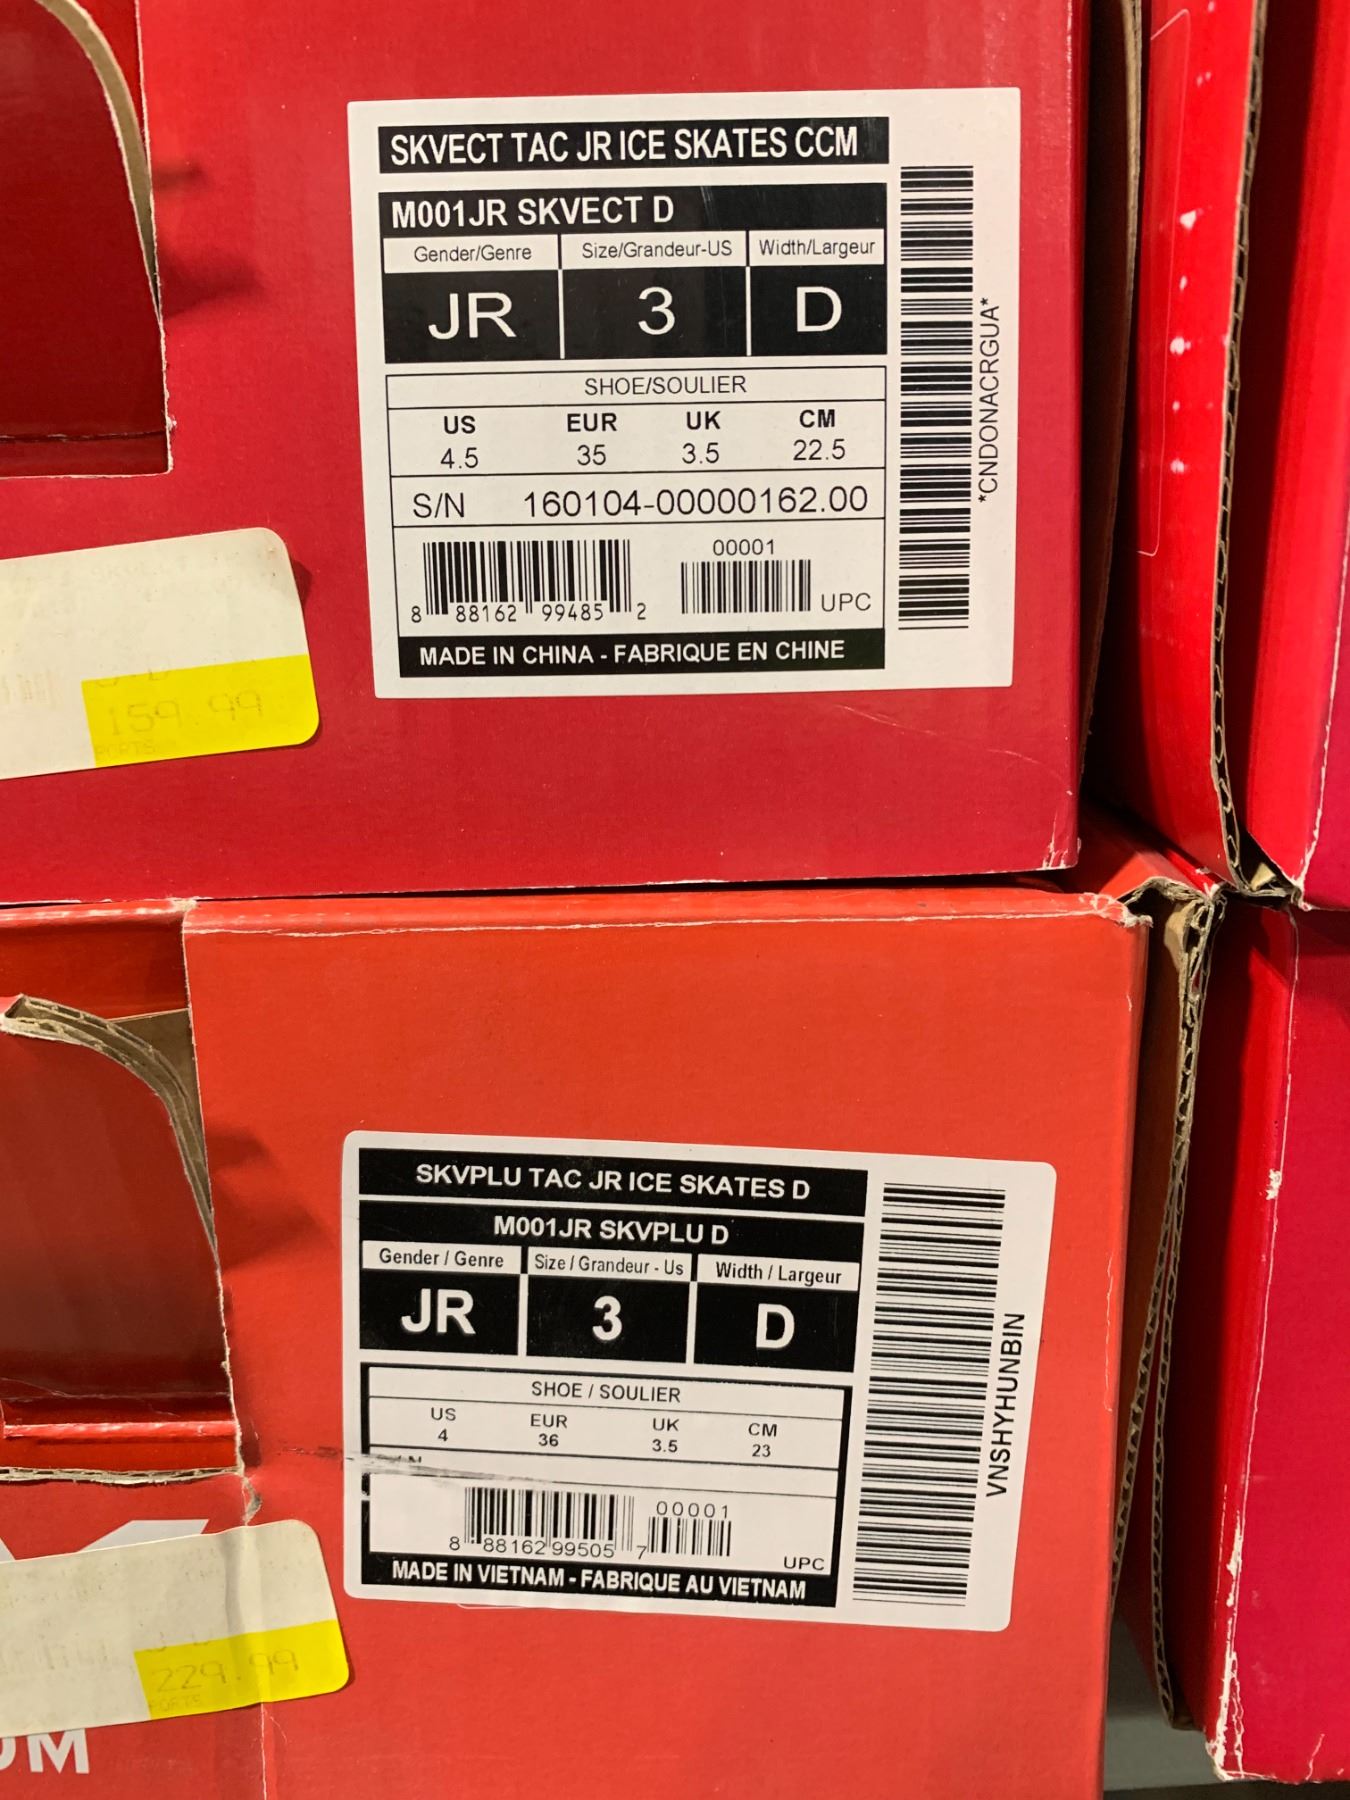 SKVECT TAC JR ICE SKATES CCM
M001JR SKVECT D
Gender/Genre Size/Grandeur-US Width/Largeur
JR 3 D
SHOE/SOULIER
US EUR UK CM
4.5 35 3.5 22.5
S/N 160104-00000162.00
00001
8 88162 99485 2 UPC
MADE IN CHINA - FABRIQUE EN CHINE
*CNDONACRGUA*
159.99
PORTS
SKVPLU TAC JR ICE SKATES D
M001JR SKVPLU D
Gender / Genre Size / Grandeur - Us Width / Largeur
JR 3 D
SHOE / SOULIER
US EUR UK CM
4 36 3.5 23
00001
8 88162 99505 7 UPC
MADE IN VIETNAM - FABRIQUE AU VIETNAM
VNSHYHUNBIN
229.99
PORTS
OM